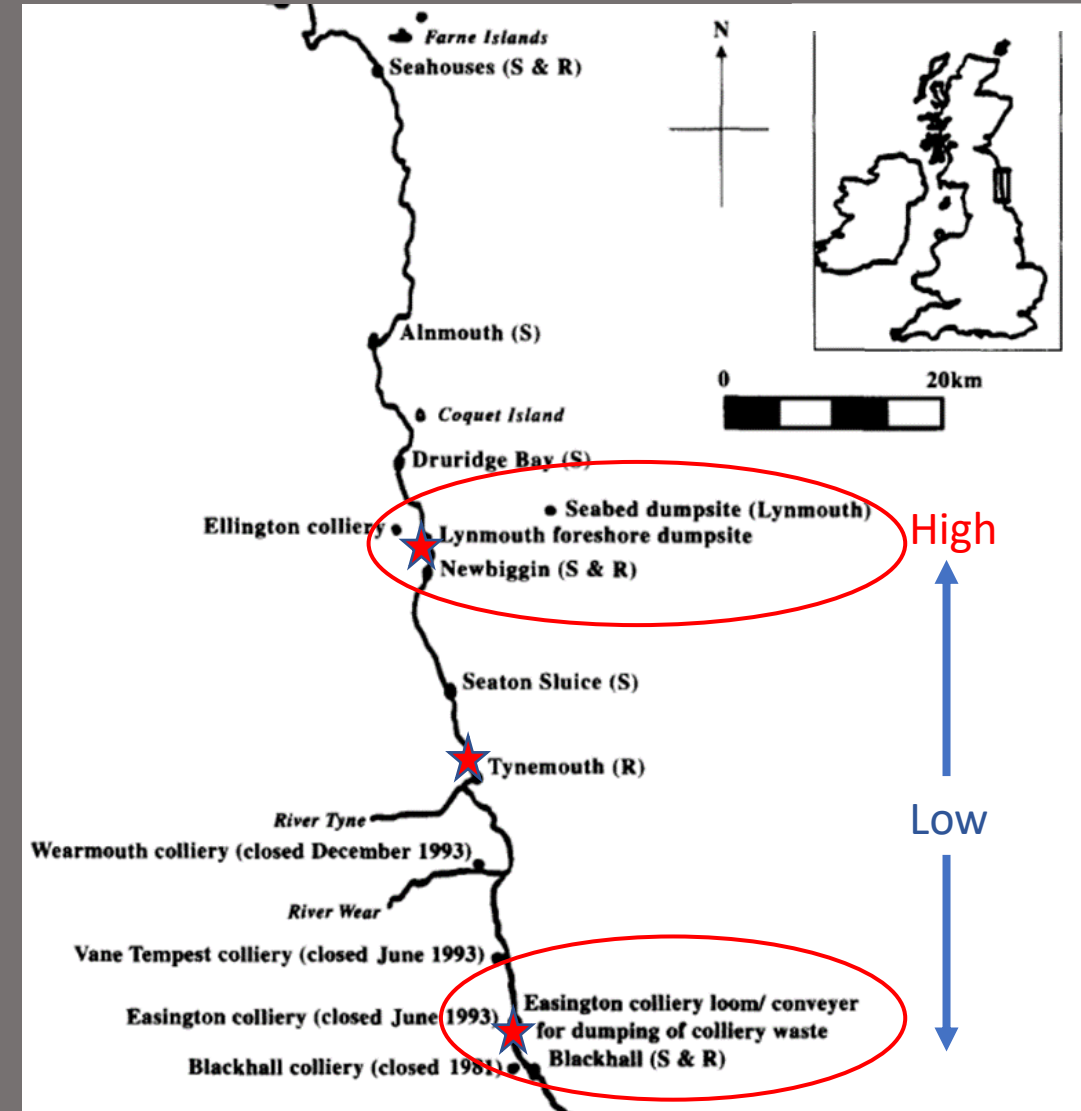 N
Farne Islands
Seahouses (S & R)
Alnmouth (S)
0 20km
Coquet Island
Druridge Bay (S)
Seabed dumpsite (Lynmouth)
Ellington colliery
Lynmouth foreshore dumpsite
High
Newbiggin (S & R)
Seaton Sluice (S)
Tynemouth (R)
River Tyne
Low
Wearmouth colliery (closed December 1993)
River Wear
Vane Tempest colliery (closed June 1993)
Easington colliery (closed June 1993)
Easington colliery loom/ conveyer
for dumping of colliery waste
Blackhall (S & R)
Blackhall colliery (closed 1981)